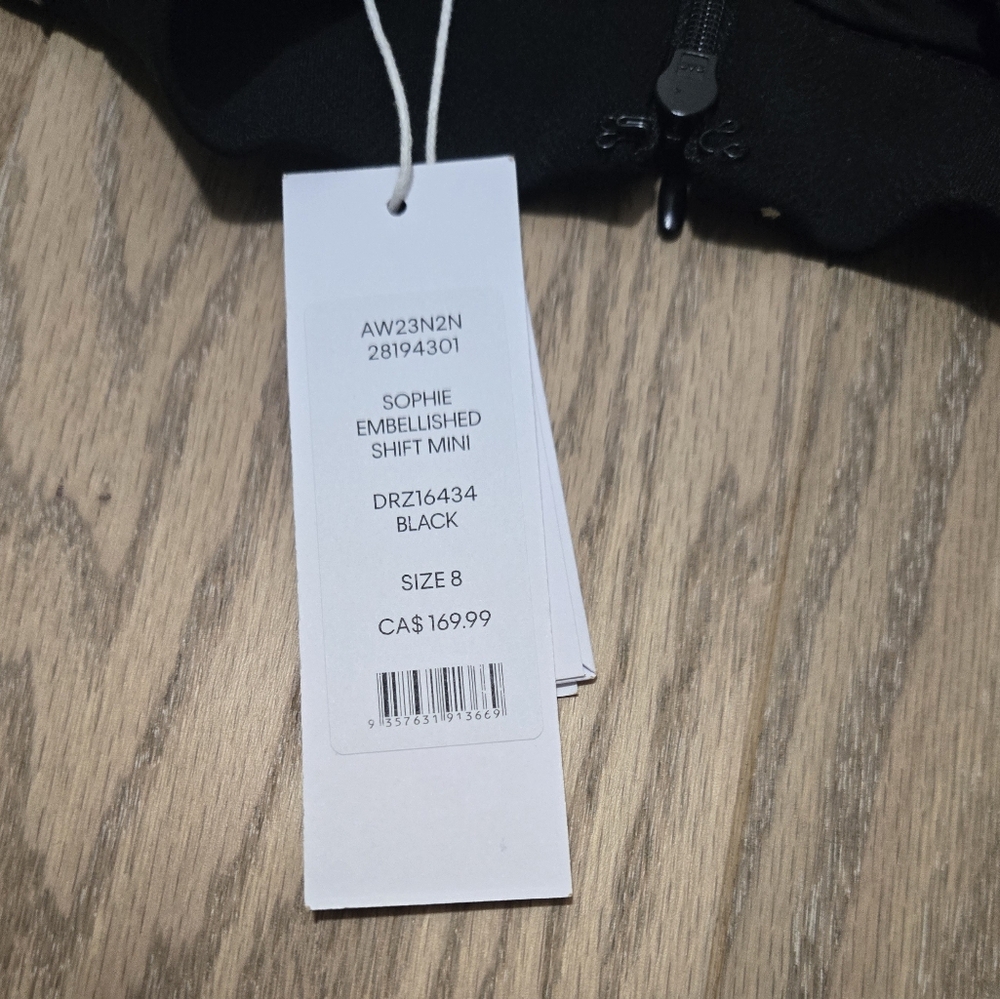 AW23N2N
28194301
SOPHIE
EMBELLISHED
SHIFT MINI
DRZ16434
BLACK
SIZE 8
CA$ 169.99
9 357631 913669